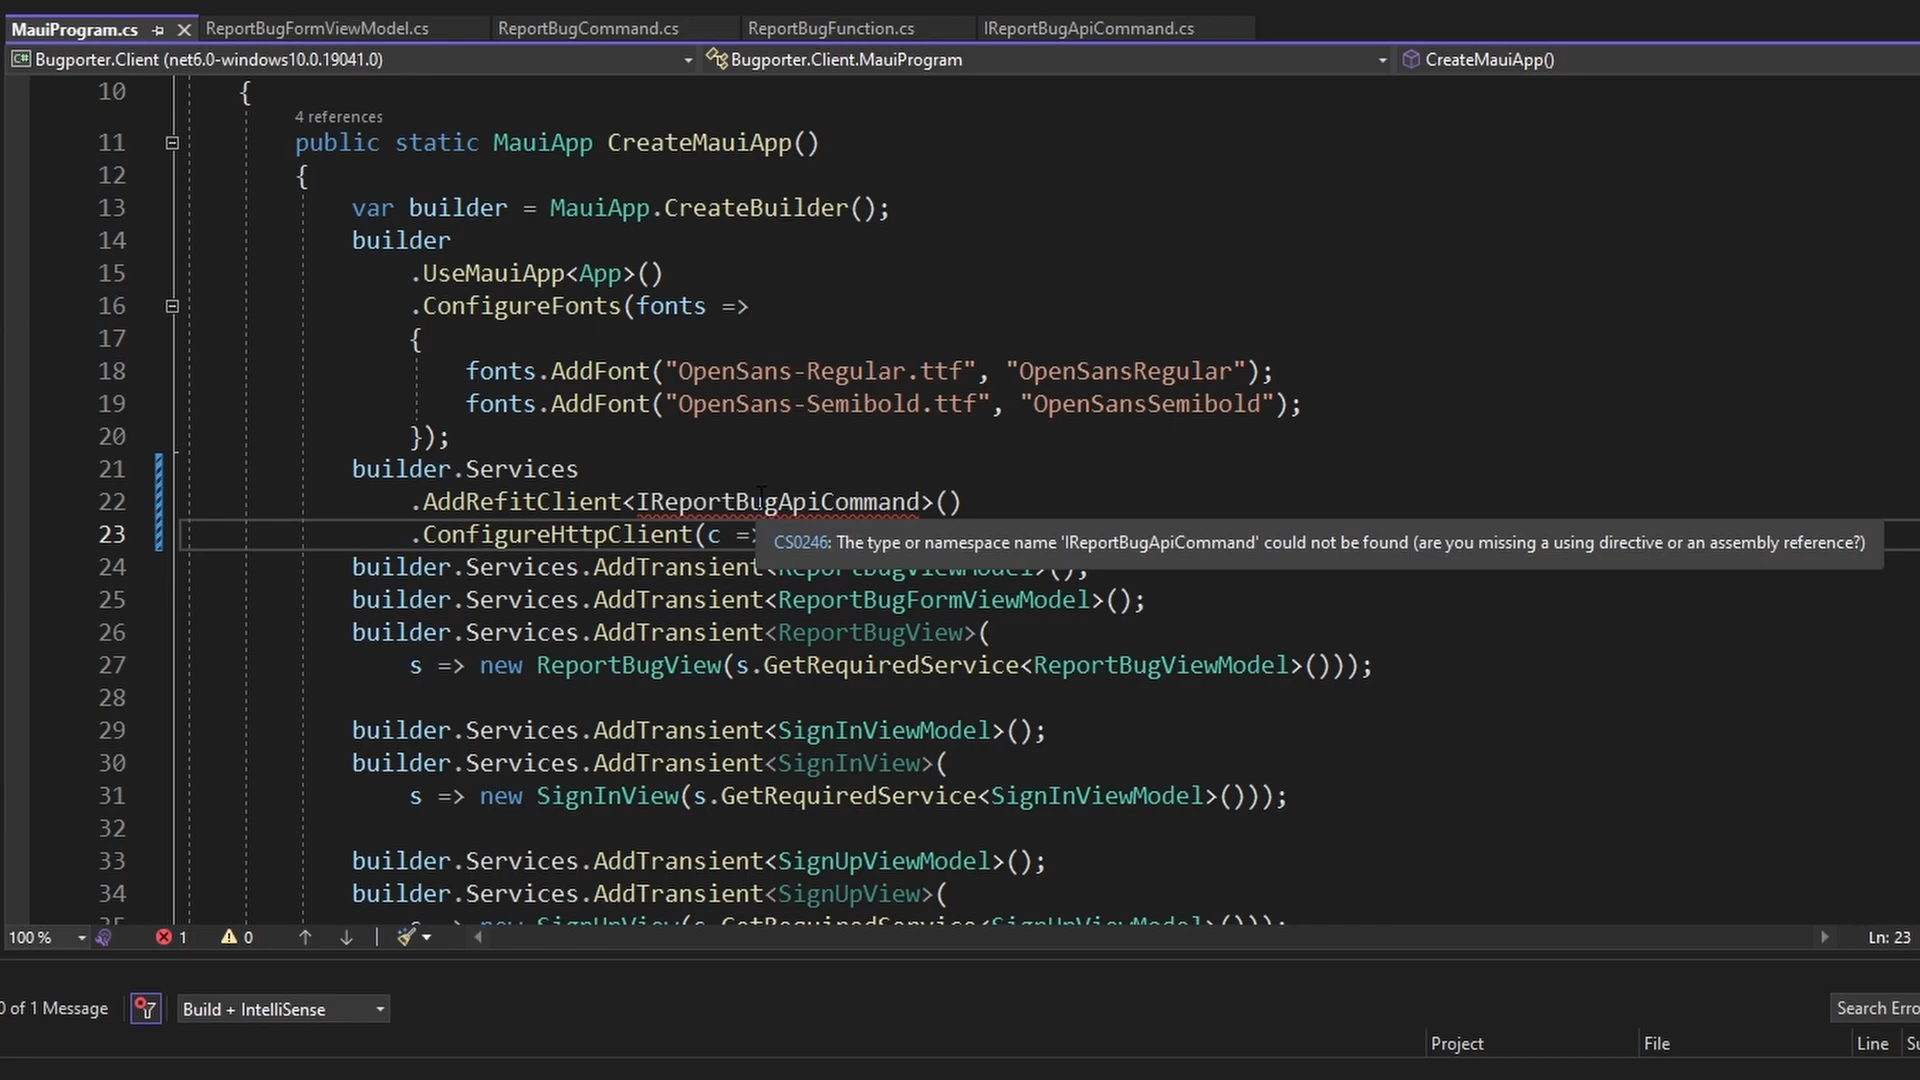 MauiProgram.cs ReportBugFormViewModel.cs ReportBugCommand.cs ReportBugFunction.cs IReportBugApiCommand.cs
C# Bugporter.Client (net6.0-windows10.0.19041.0) Bugporter.Client.MauiProgram CreateMauiApp()
10 {
4 references
11 public static MauiApp CreateMauiApp()
12 {
13 var builder = MauiApp.CreateBuilder();
14 builder
15 .UseMauiApp<App>()
16 .ConfigureFonts(fonts =>
17 {
18 fonts.AddFont("OpenSans-Regular.ttf", "OpenSansRegular");
19 fonts.AddFont("OpenSans-Semibold.ttf", "OpenSansSemibold");
20 });
21 builder.Services
22 .AddRefitClient<IReportBugApiCommand>()
23 .ConfigureHttpClient(c =>
CS0246: The type or namespace name 'IReportBugApiCommand' could not be found (are you missing a using directive or an assembly reference?)
24 builder.Services.AddTransient<ReportBugViewModel>();
25 builder.Services.AddTransient<ReportBugFormViewModel>();
26 builder.Services.AddTransient<ReportBugView>(
27 s => new ReportBugView(s.GetRequiredService<ReportBugViewModel>()));
28
29 builder.Services.AddTransient<SignInViewModel>();
30 builder.Services.AddTransient<SignInView>(
31 s => new SignInView(s.GetRequiredService<SignInViewModel>()));
32
33 builder.Services.AddTransient<SignUpViewModel>();
34 builder.Services.AddTransient<SignUpView>(
35 s => new SignUpView(s.GetRequiredService<SignUpViewModel>()));
100 % 1 0 Ln: 23
0 of 1 Message Build + IntelliSense Search Erro
Project File Line Su